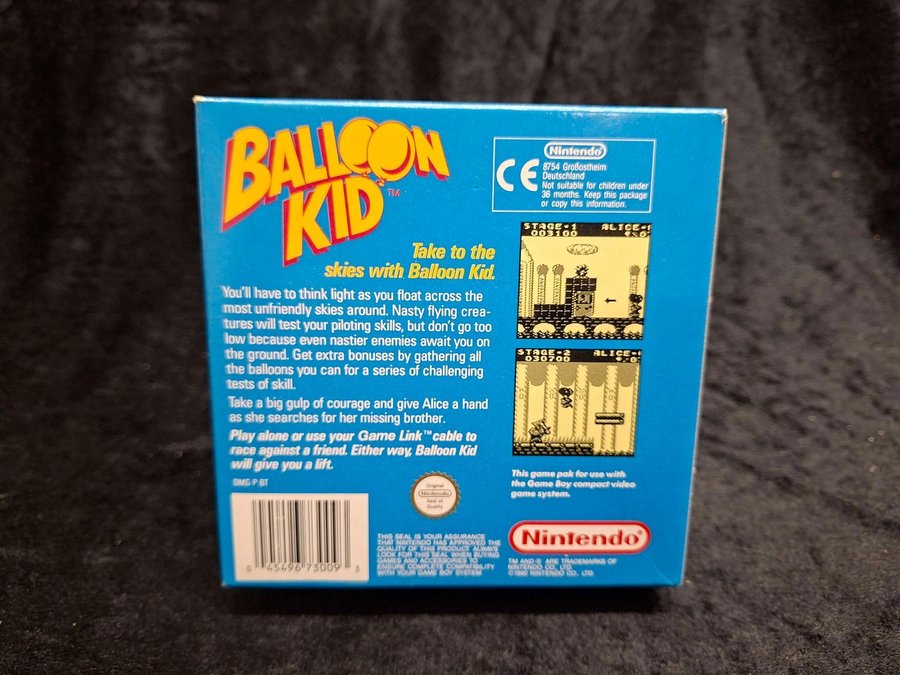 BALLOON
KID™
Nintendo®
CE
8754 Großostheim
Deutschland
Not suitable for children under
36 months. Keep this package
or copy this information.
STAGE-1 ALICE
003100
Take to the
skies with Balloon Kid.
You'll have to think light as you float across the
most unfriendly skies around. Nasty flying crea-
tures will test your piloting skills, but don't go too
low because even nastier enemies await you on
the ground. Get extra bonuses by gathering all
the balloons you can for a series of challenging
tests of skill.
Take a big gulp of courage and give Alice a hand
as she searches for her missing brother.
Play alone or use your Game Link™ cable to
race against a friend. Either way, Balloon Kid
will give you a lift.
STAGE-2 ALICE
030700
This game pak for use with
the Game Boy compact video
game system.
DMG-P-BT
0 45496 73009 3
Original
Nintendo
Seal of
Quality
THIS SEAL IS YOUR ASSURANCE
THAT NINTENDO HAS APPROVED THE
QUALITY OF THIS PRODUCT. ALWAYS
LOOK FOR THIS SEAL WHEN BUYING
GAMES AND ACCESSORIES TO
ENSURE COMPLETE COMPATIBILITY
WITH YOUR GAME BOY SYSTEM.
Nintendo®
TM AND ® ARE TRADEMARKS OF
NINTENDO CO., LTD.
©1990 NINTENDO CO., LTD.